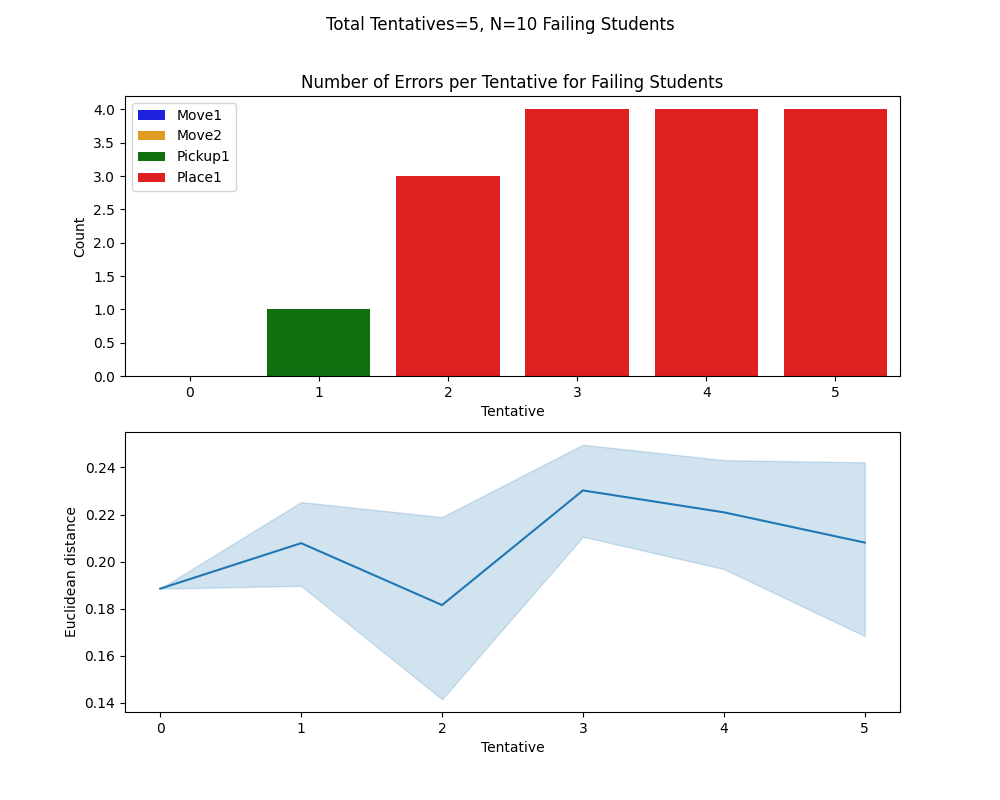 Total Tentatives=5, N=10 Failing Students
Number of Errors per Tentative for Failing Students
4.0
3.5
3.0
2.5
2.0
1.5
1.0
0.5
0.0
Count
Move1
Move2
Pickup1
Place1
0 1 2 3 4 5
Tentative
0.24
0.22
0.20
0.18
0.16
0.14
Euclidean distance
0 1 2 3 4 5
Tentative